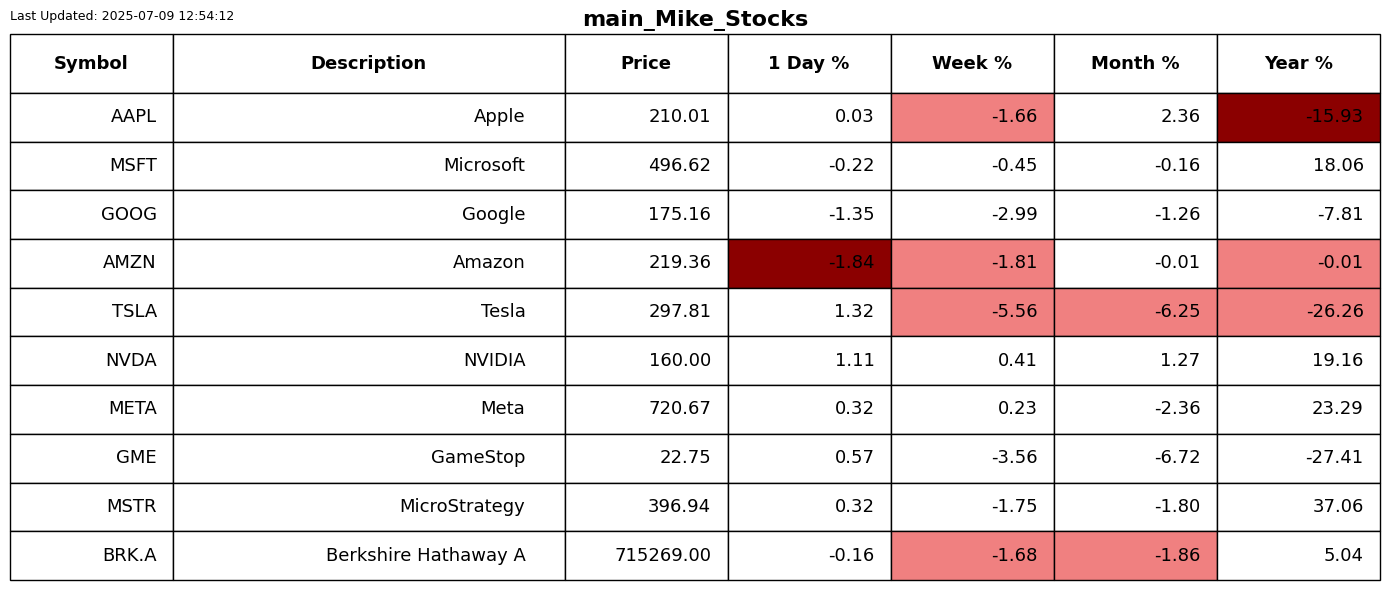 Last Updated: 2025-07-09 12:54:12
main_Mike_Stocks
Symbol Description Price 1 Day % Week % Month % Year %
AAPL Apple 210.01 0.03 -1.66 2.36 -15.93
MSFT Microsoft 496.62 -0.22 -0.45 -0.16 18.06
GOOG Google 175.16 -1.35 -2.99 -1.26 -7.81
AMZN Amazon 219.36 -1.84 -1.81 -0.01 -0.01
TSLA Tesla 297.81 1.32 -5.56 -6.25 -26.26
NVDA NVIDIA 160.00 1.11 0.41 1.27 19.16
META Meta 720.67 0.32 0.23 -2.36 23.29
GME GameStop 22.75 0.57 -3.56 -6.72 -27.41
MSTR MicroStrategy 396.94 0.32 -1.75 -1.80 37.06
BRK.A Berkshire Hathaway A 715269.00 -0.16 -1.68 -1.86 5.04